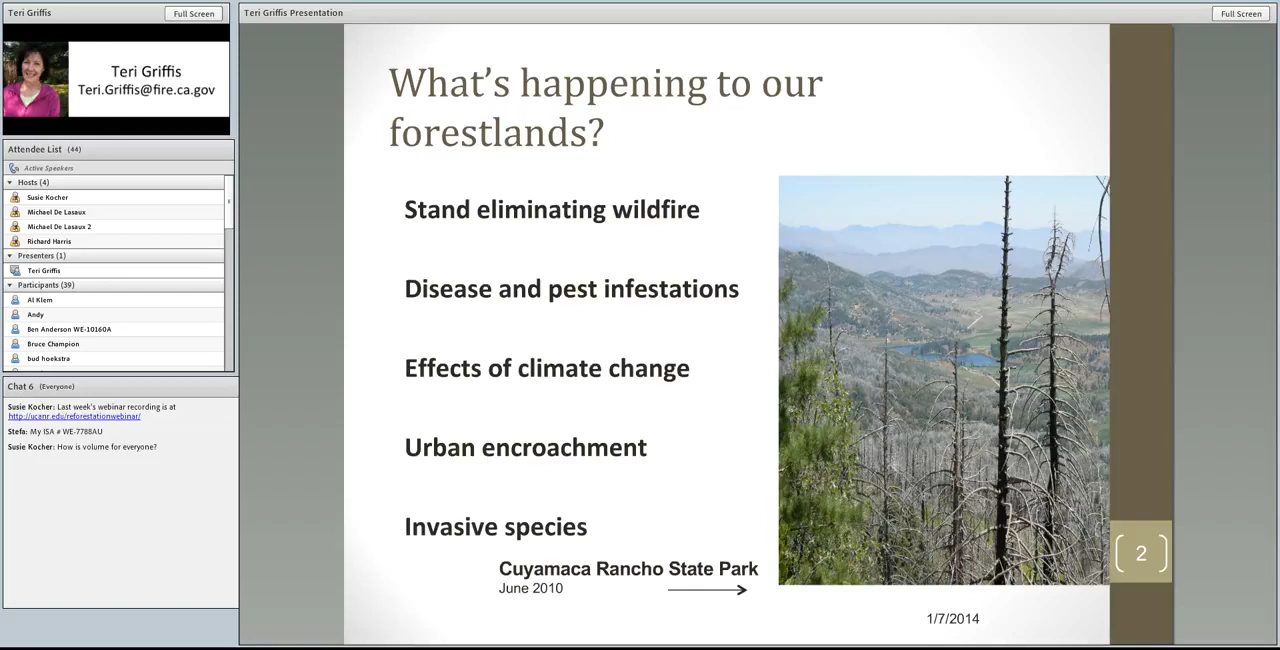 Teri Griffis
Full Screen
Teri Griffis
Teri.Griffis@fire.ca.gov
Attendee List (44)
Active Speakers
Hosts (4)
Susie Kocher
Michael De Lasaux
Michael De Lasaux 2
Richard Harris
Presenters (1)
Teri Griffis
Participants (39)
Al Klem
Andy
Ben Anderson WE-10160A
Bruce Champion
bud hoekstra
Chat 6 (Everyone)
Susie Kocher: Last week's webinar recording is at
http://ucanr.edu/reforestationwebinar/
Stefa: My ISA # WE-7788AU
Susie Kocher: How is volume for everyone?
Teri Griffis Presentation
Full Screen
What's happening to our
forestlands?
Stand eliminating wildfire
Disease and pest infestations
Effects of climate change
Urban encroachment
Invasive species
Cuyamaca Rancho State Park
June 2010
2
1/7/2014